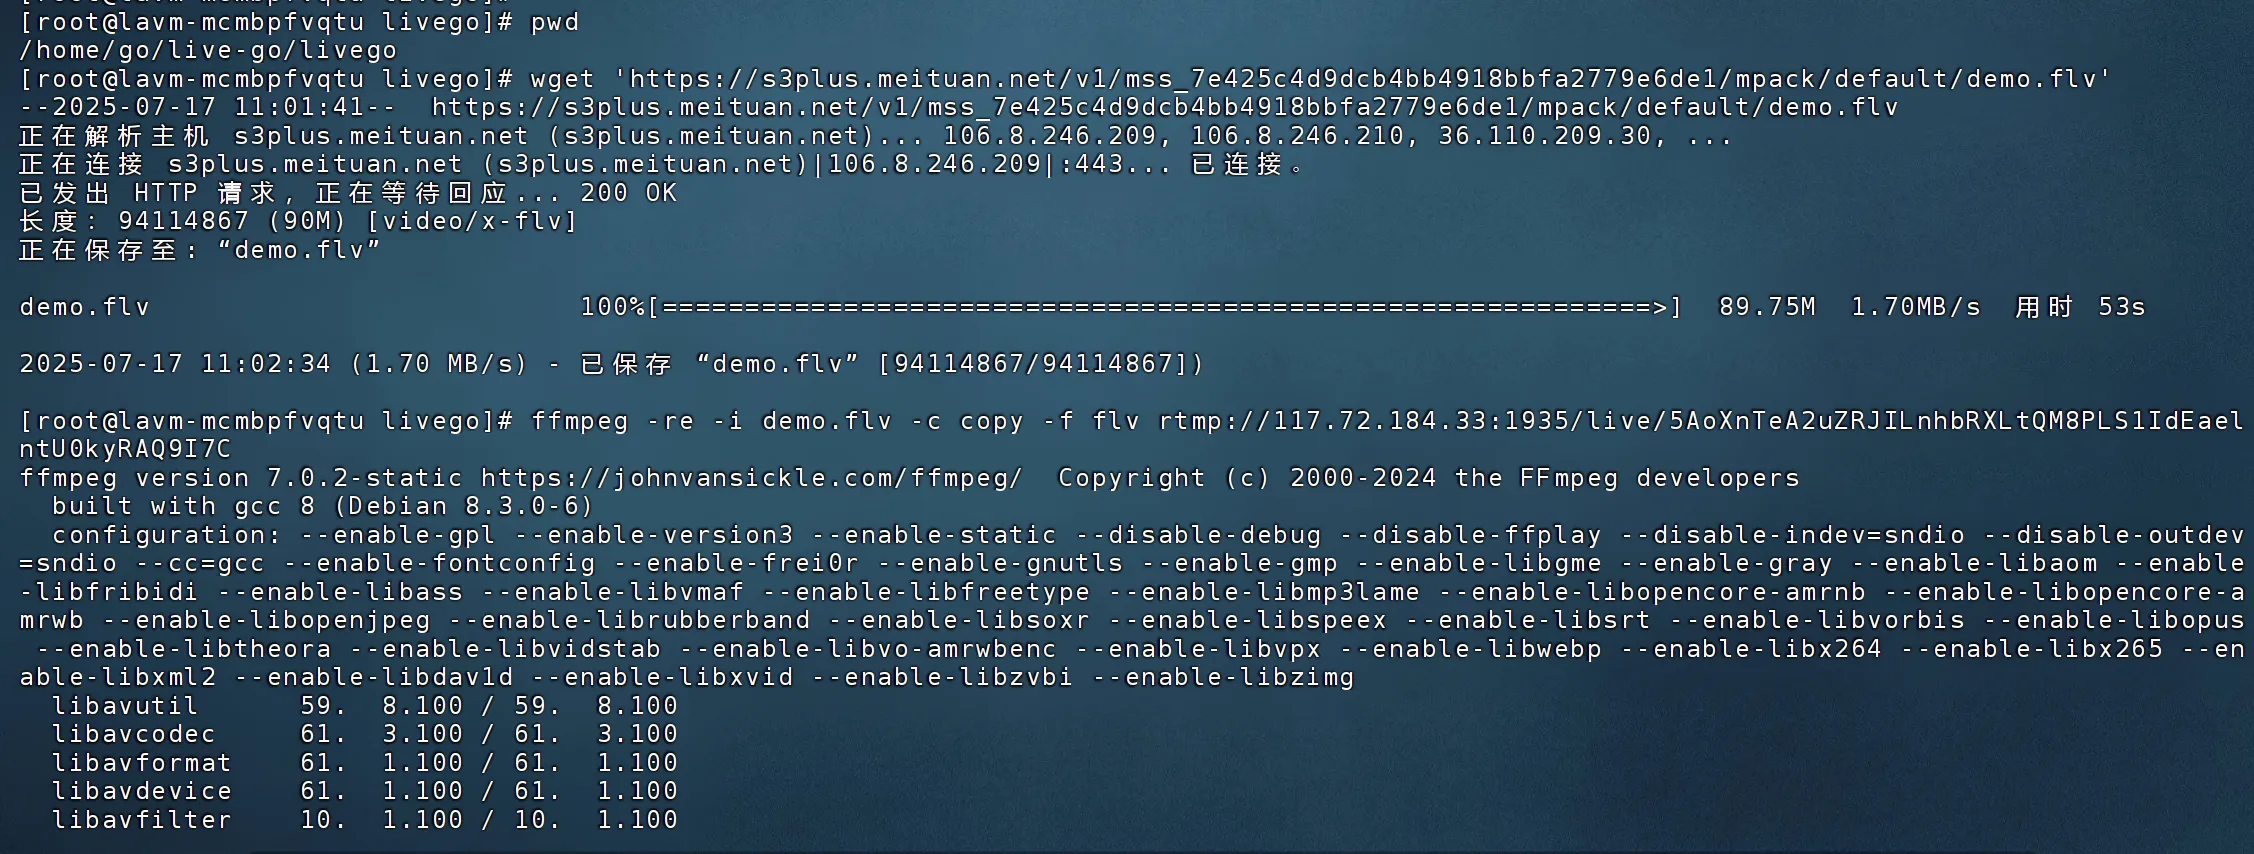 [root@lavm-mcmbpfvqtu livego]# pwd
/home/go/live-go/livego
[root@lavm-mcmbpfvqtu livego]# wget 'https://s3plus.meituan.net/v1/mss_7e425c4d9dcb4bb4918bbfa2779e6de1/mpack/default/demo.flv'
--2025-07-17 11:01:41--  https://s3plus.meituan.net/v1/mss_7e425c4d9dcb4bb4918bbfa2779e6de1/mpack/default/demo.flv
正在解析主机 s3plus.meituan.net (s3plus.meituan.net)... 106.8.246.209, 106.8.246.210, 36.110.209.30, ...
正在连接 s3plus.meituan.net (s3plus.meituan.net)|106.8.246.209|:443... 已连接。
已发出 HTTP 请求，正在等待回应... 200 OK
长度：94114867 (90M) [video/x-flv]
正在保存至: “demo.flv”
demo.flv 100%[============================================================>] 89.75M 1.70MB/s 用时 53s
2025-07-17 11:02:34 (1.70 MB/s) - 已保存 “demo.flv” [94114867/94114867])
[root@lavm-mcmbpfvqtu livego]# ffmpeg -re -i demo.flv -c copy -f flv rtmp://117.72.184.33:1935/live/5AoXnTeA2uZRJILnhbRXLtQM8PLS1IdEael
ntU0kyRAQ9I7C
ffmpeg version 7.0.2-static https://johnvansickle.com/ffmpeg/  Copyright (c) 2000-2024 the FFmpeg developers
built with gcc 8 (Debian 8.3.0-6)
configuration: --enable-gpl --enable-version3 --enable-static --disable-debug --disable-ffplay --disable-indev=sndio --disable-outdev
=sndio --cc=gcc --enable-fontconfig --enable-frei0r --enable-gnutls --enable-gmp --enable-libgme --enable-gray --enable-libaom --enable
-libfribidi --enable-libass --enable-libvmaf --enable-libfreetype --enable-libmp3lame --enable-libopencore-amrnb --enable-libopencore-a
mrwb --enable-libopenjpeg --enable-librubberband --enable-libsoxr --enable-libspeex --enable-libsrt --enable-libvorbis --enable-libopus
--enable-libtheora --enable-libvidstab --enable-libvo-amrwbenc --enable-libvpx --enable-libwebp --enable-libx264 --enable-libx265 --en
able-libxml2 --enable-libdav1d --enable-libxvid --enable-libzvbi --enable-libzimg
libavutil      59.  8.100 / 59.  8.100
libavcodec     61.  3.100 / 61.  3.100
libavformat    61.  1.100 / 61.  1.100
libavdevice    61.  1.100 / 61.  1.100
libavfilter    10.  1.100 / 10.  1.100